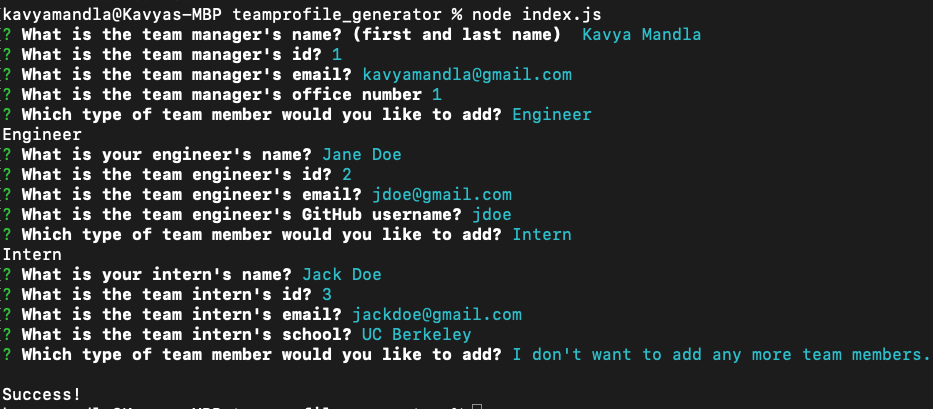 kavyamandla@Kavyas-MBP teamprofile_generator % node index.js
? What is the team manager's name? (first and last name)  Kavya Mandla
? What is the team manager's id? 1
? What is the team manager's email? kavyamandla@gmail.com
? What is the team manager's office number 1
? Which type of team member would you like to add? Engineer
Engineer
? What is your engineer's name? Jane Doe
? What is the team engineer's id? 2
? What is the team engineer's email? jdoe@gmail.com
? What is the team engineer's GitHub username? jdoe
? Which type of team member would you like to add? Intern
Intern
? What is your intern's name? Jack Doe
? What is the team intern's id? 3
? What is the team intern's email? jackdoe@gmail.com
? What is the team intern's school? UC Berkeley
? Which type of team member would you like to add? I don't want to add any more team members.
Success!